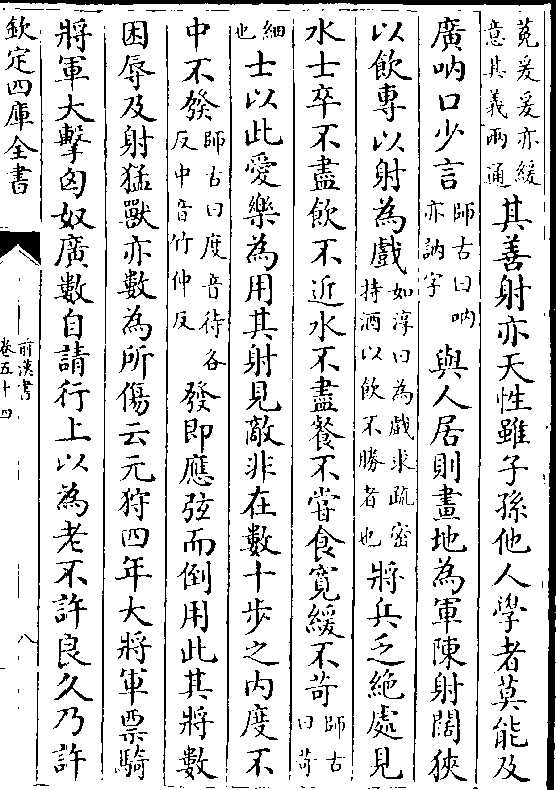 莵爰爰亦緩
意其義兩通
其善射亦天性雖子孫他人學者莫能及
廣呐口少言
師古曰呐
亦訥字
與人居則畫地為軍陳射闊狹
以飲專以射為戲
如淳曰為戲求疏密
持酒以飲不勝者也
將兵乏絶處見
水士卒不盡飲不近水不盡餐不嘗食寛緩不苛
師古
曰苛
細
也
士以此愛樂為用其射見敵非在數十歩之内度不
中不發
師古曰度音待各
反中音竹仲反
發即應弦而倒用此其將數
困辱及射猛獸亦數為所傷云元狩四年大將軍票騎
將軍大擊匈奴廣數自請行上以為老不許良久乃許
欽定四庫全書
前漢書
卷五十四
八